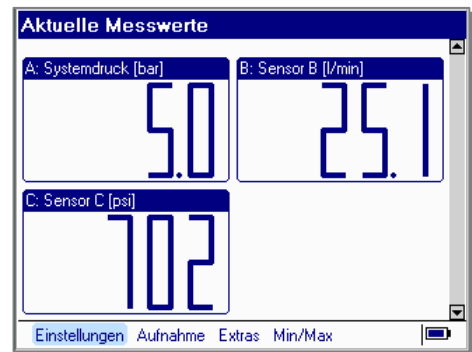 Aktuelle Messwerte
A: Systemdruck [bar]
5.0
B: Sensor B [l/min]
25.1
C: Sensor C [psi]
702
Einstellungen Aufnahme Extras Min/Max